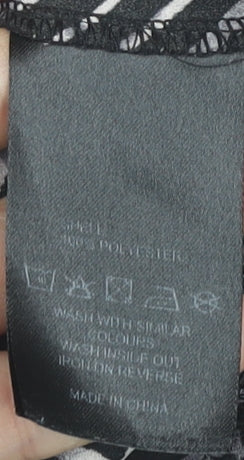 SHELL
100% POLYESTER
WASH WITH SIMILAR
COLOURS
WASH INSIDE OUT
IRON ON REVERSE
MADE IN CHINA